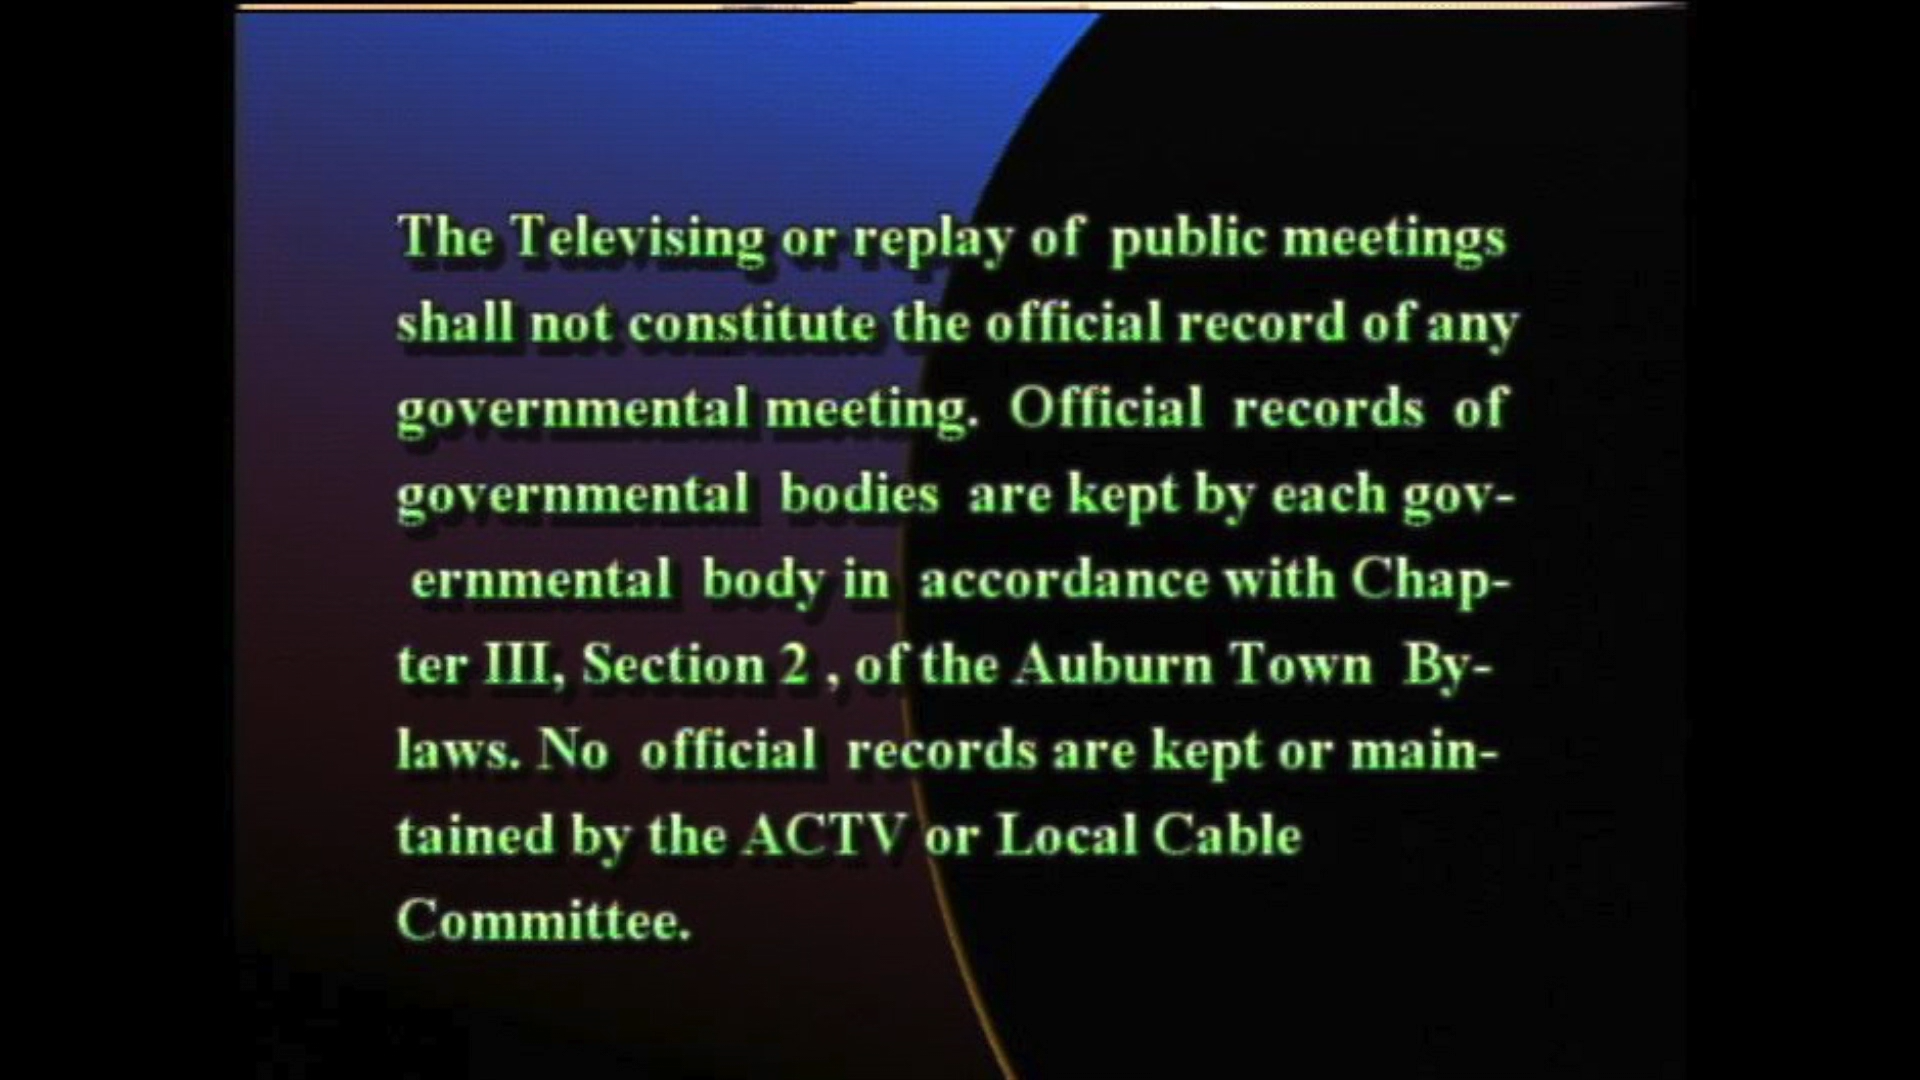 The Televising or replay of public meetings
shall not constitute the official record of any
governmental meeting. Official records of
governmental bodies are kept by each gov-
ernmental body in accordance with Chap-
ter III, Section 2 , of the Auburn Town By-
laws. No official records are kept or main-
tained by the ACTV or Local Cable
Committee.